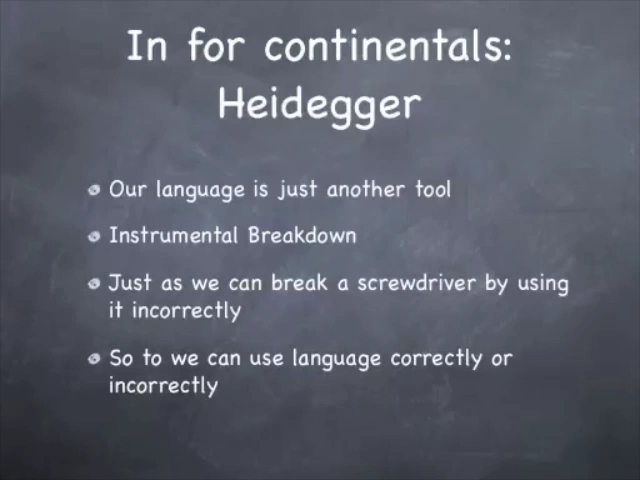 In for continentals:
Heidegger
Our language is just another tool
Instrumental Breakdown
Just as we can break a screwdriver by using
it incorrectly
So to we can use language correctly or
incorrectly